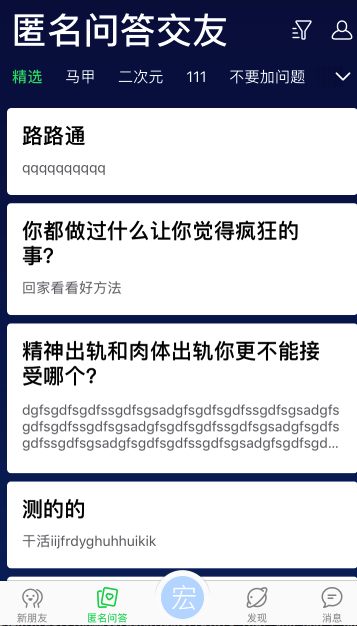 匿名问答交友
精选 马甲 二次元 111 不要加问题
路路通
qqqqqqqqqq
你都做过什么让你觉得疯狂的
事?
回家看看好方法
精神出轨和肉体出轨你更不能接
受哪个?
dgfsgdfsgdfssgdfsgsadgfsgdfsgdfssgdfsgsadgfs
gdfsgdfssgdfsgsadgfsgdfsgdfssgdfsgsadgfsgdfs
gdfssgdfsgsadgfsgdfsgdfssgdfsgsadgfsgdfsgd...
测的的
干活iijfrdyghuhhuikik
宏
新朋友 匿名问答 发现 消息